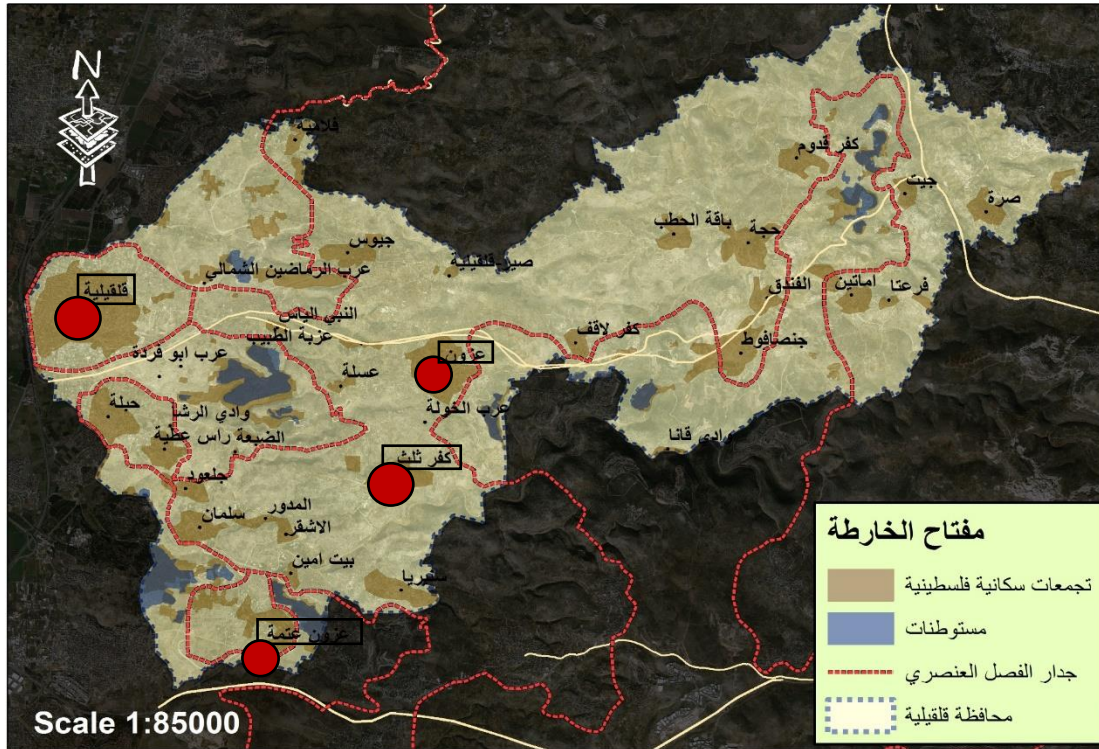 N
فلامية
كفر قدوم
جيت
صرة
باقة الحطب
حجة
جيوس
صير قلقيلية
عرب الرماضين الشمالي
قلقيلية
الفندق
اماتين
فرعتا
النبي الياس
عزبة الطبيب
كفر لاقف
جنصافوط
عزون
عرب ابو فردة
عسلة
حبلة
وادي الرشا
عرب الخولة
الضبعة
راس عطية
وادي قانا
كفر ثلث
جلعود
المدور
سلمان
الاشقر
بيت امين
سنيريا
عزون عتمة
مفتاح الخارطة
تجمعات سكانية فلسطينية
مستوطنات
جدار الفصل العنصري
محافظة قلقيلية
Scale 1:85000